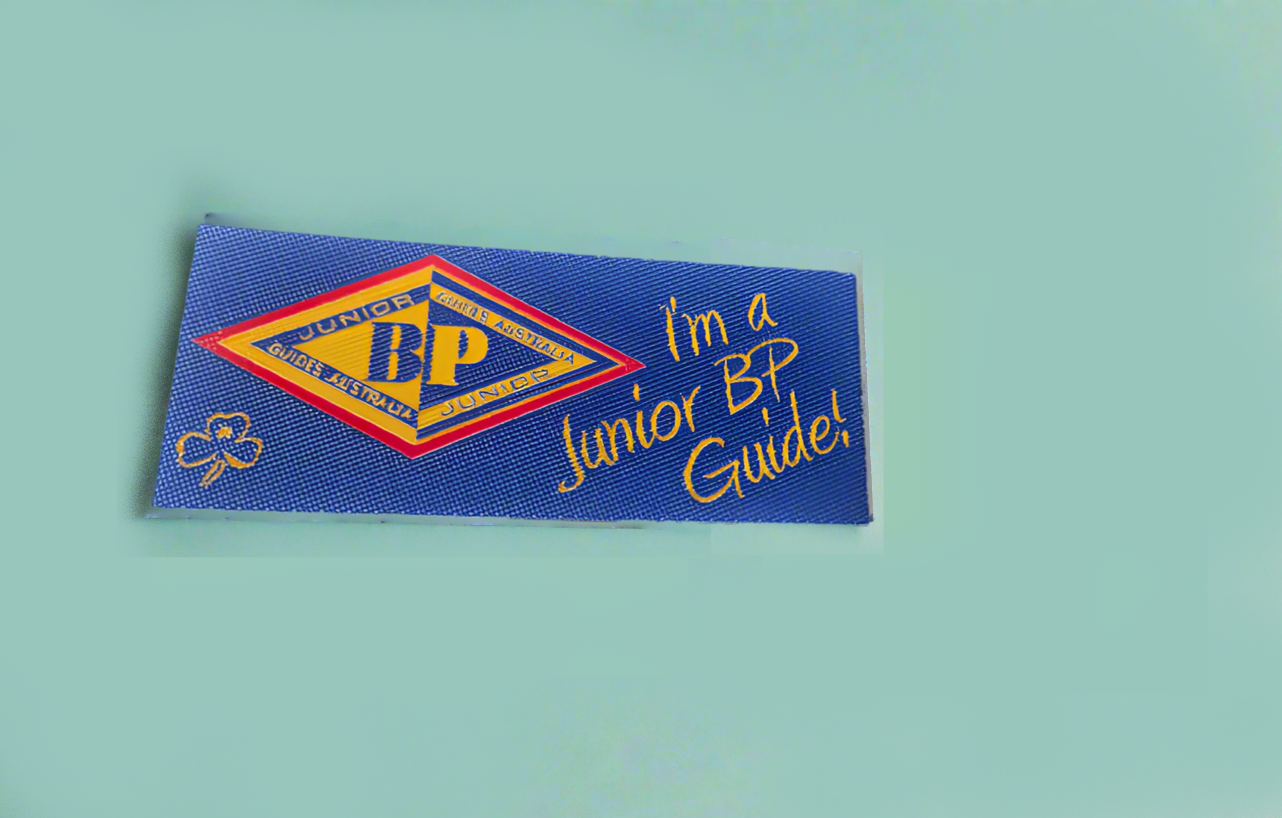 JUNIOR
GUIDES AUSTRALIA
BP
GUIDES AUSTRALIA
JUNIOR
I'm a
Junior BP
Guide!